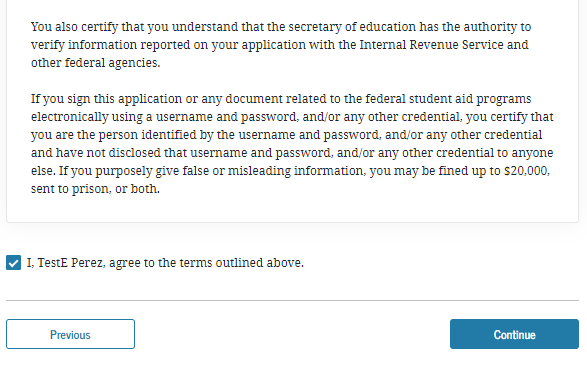 You also certify that you understand that the secretary of education has the authority to
verify information reported on your application with the Internal Revenue Service and
other federal agencies.
If you sign this application or any document related to the federal student aid programs
electronically using a username and password, and/or any other credential, you certify that
you are the person identified by the username and password, and/or any other credential
and have not disclosed that username and password, and/or any other credential to anyone
else. If you purposely give false or misleading information, you may be fined up to $20,000,
sent to prison, or both.
I, TestE Perez, agree to the terms outlined above.
Previous
Continue